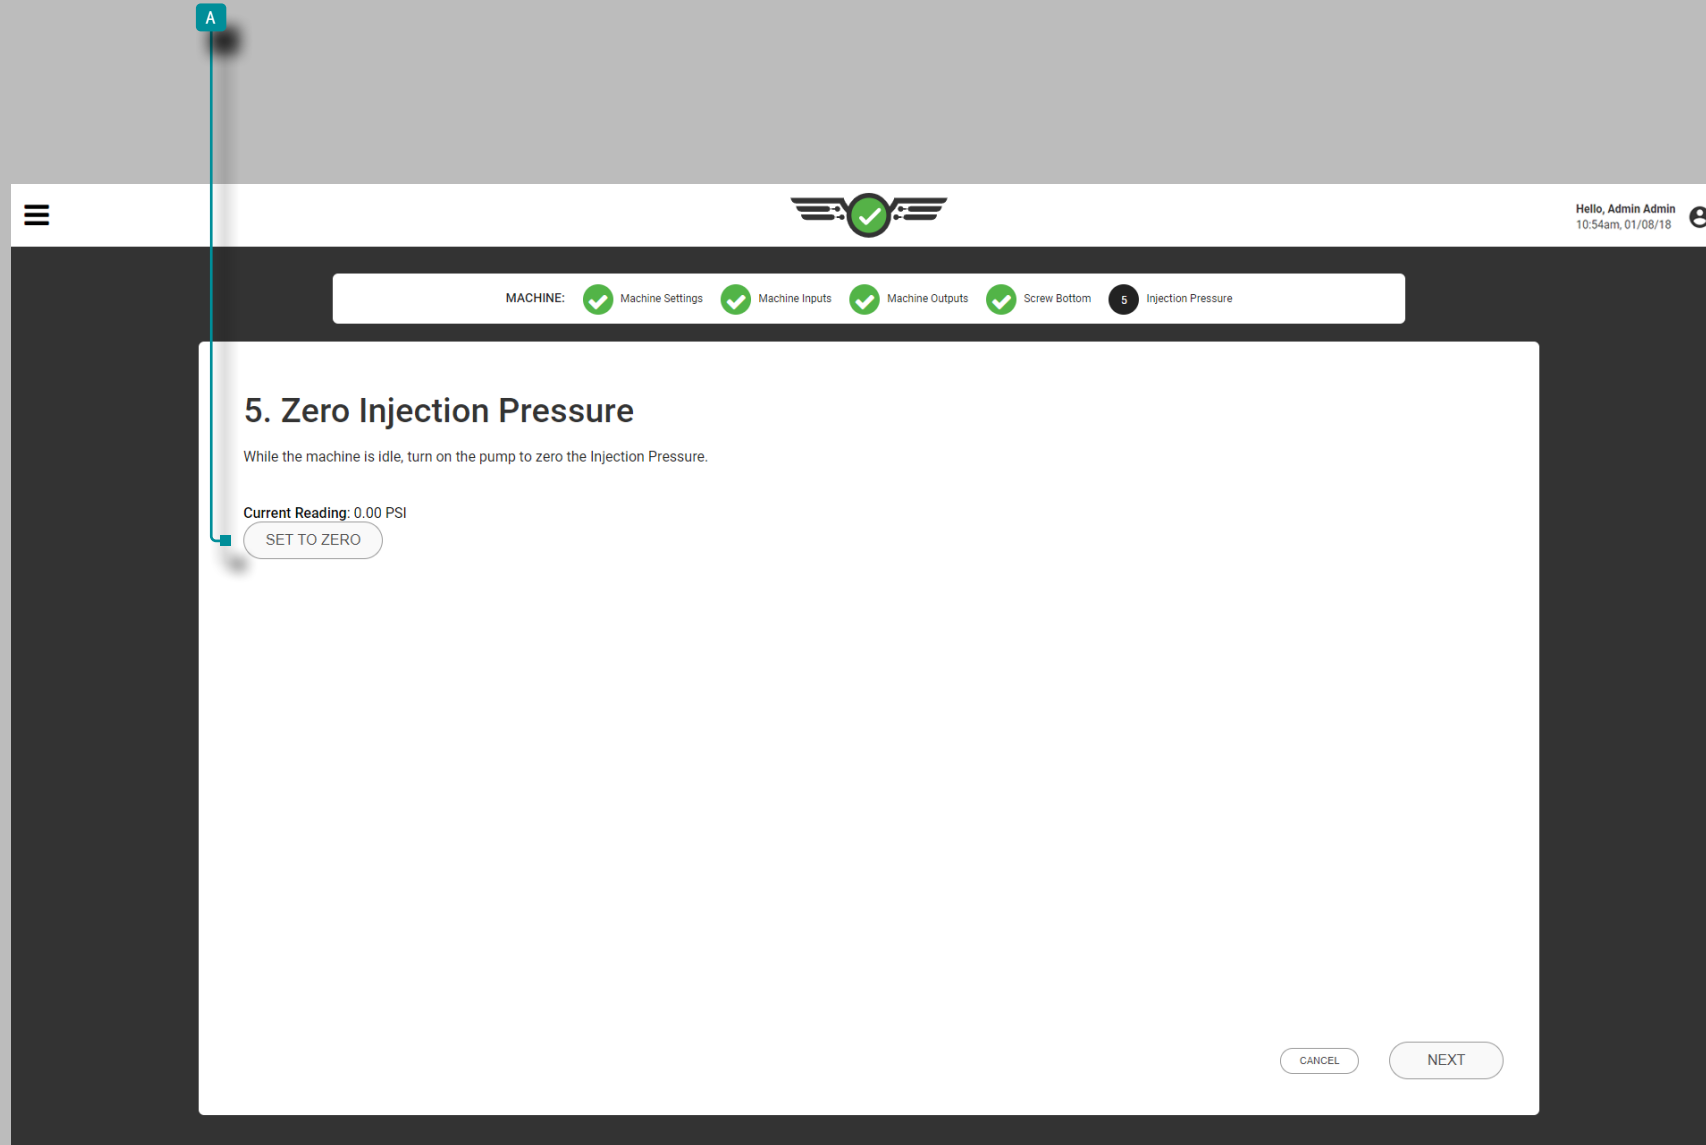 A
Hello, Admin Admin
10:54am, 01/08/18
MACHINE: Machine Settings Machine Inputs Machine Outputs Screw Bottom 5 Injection Pressure
5. Zero Injection Pressure
While the machine is idle, turn on the pump to zero the Injection Pressure.
Current Reading: 0.00 PSI
SET TO ZERO
CANCEL NEXT